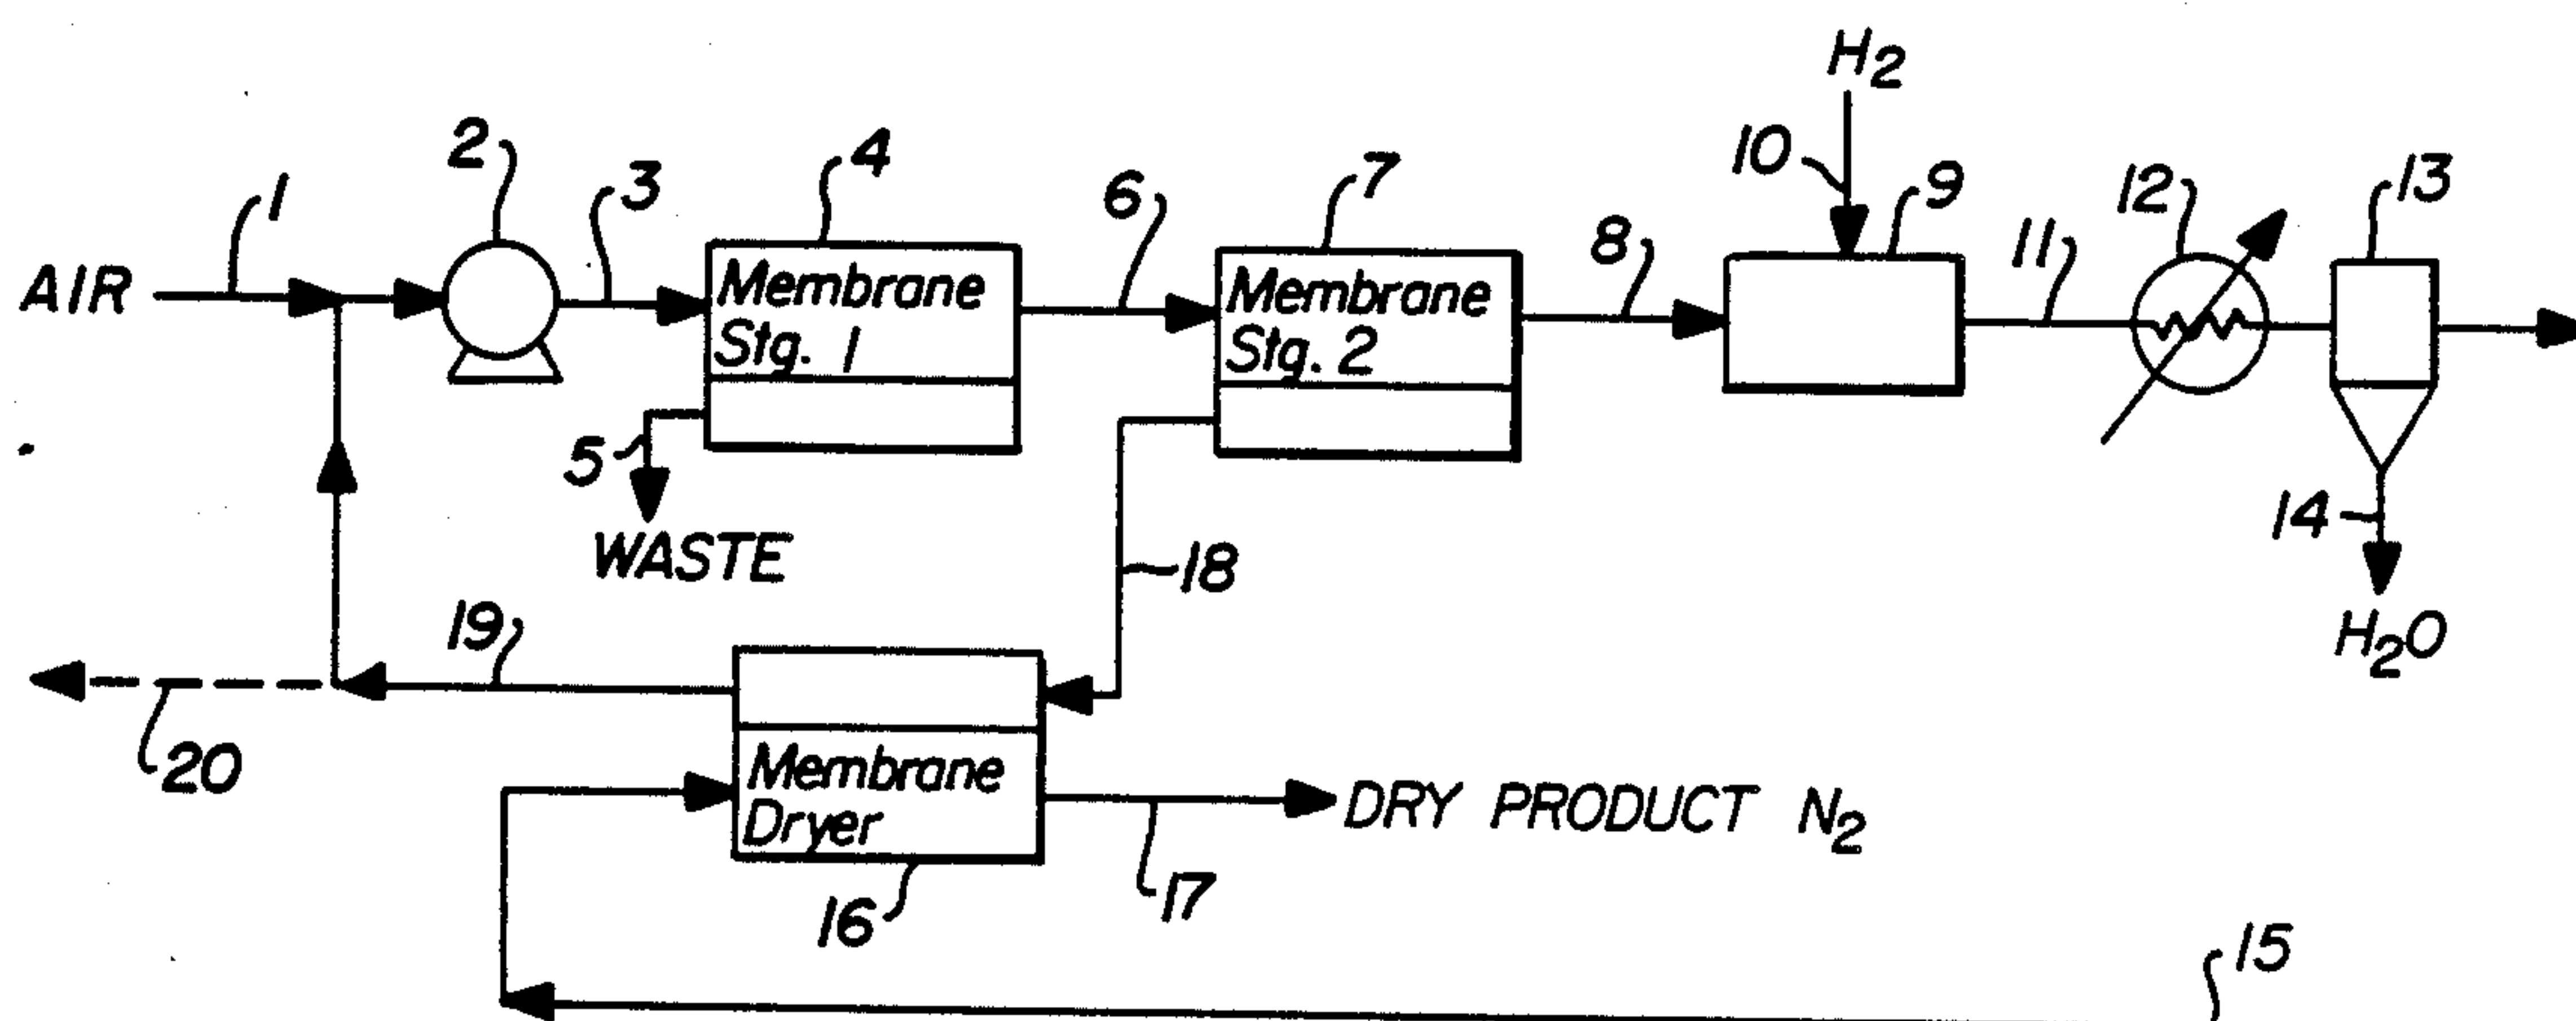 H2
2
4
10
3
6
7
8
9
11
12
13
1
AIR
Membrane
Stg. 1
Membrane
Stg. 2
5
WASTE
14
18
H2O
19
20
Membrane
Dryer
DRY PRODUCT N2
16
17
15